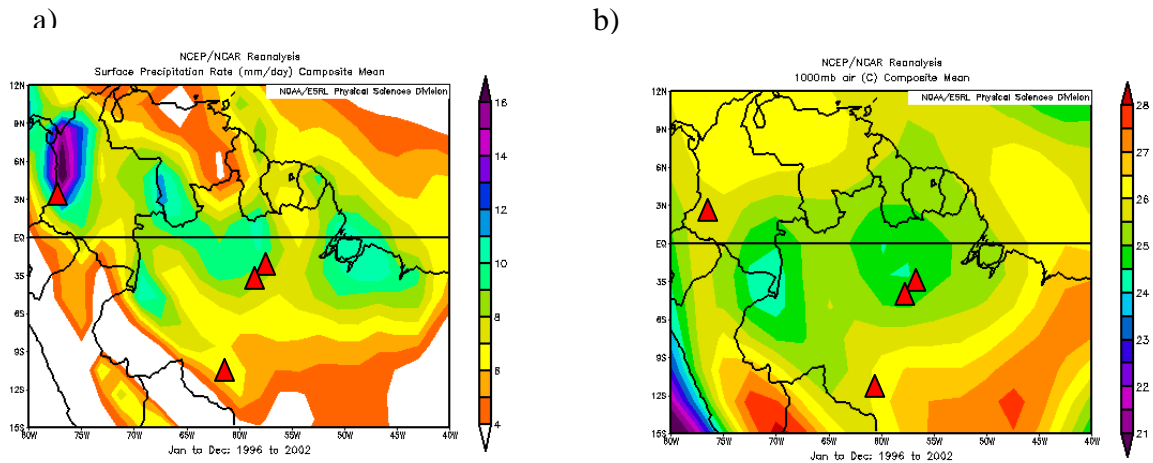 a)
NCEP/NCAR Reanalysis
Surface Precipitation Rate (mm/day) Composite Mean
NOAA/ESRL Physical Sciences Division
12N
9N
6N
3N
EQ
3S
6S
9S
12S
15S
80W
75W
70W
65W
60W
55W
50W
45W
40W
Jan to Dec: 1996 to 2002
16
14
12
10
8
6
4
b)
NCEP/NCAR Reanalysis
1000mb air (C) Composite Mean
NOAA/ESRL Physical Sciences Division
12N
9N
6N
3N
EQ
3S
6S
9S
12S
15S
80W
75W
70W
65W
60W
55W
50W
45W
40W
Jan to Dec: 1996 to 2002
28
27
26
25
24
23
22
21